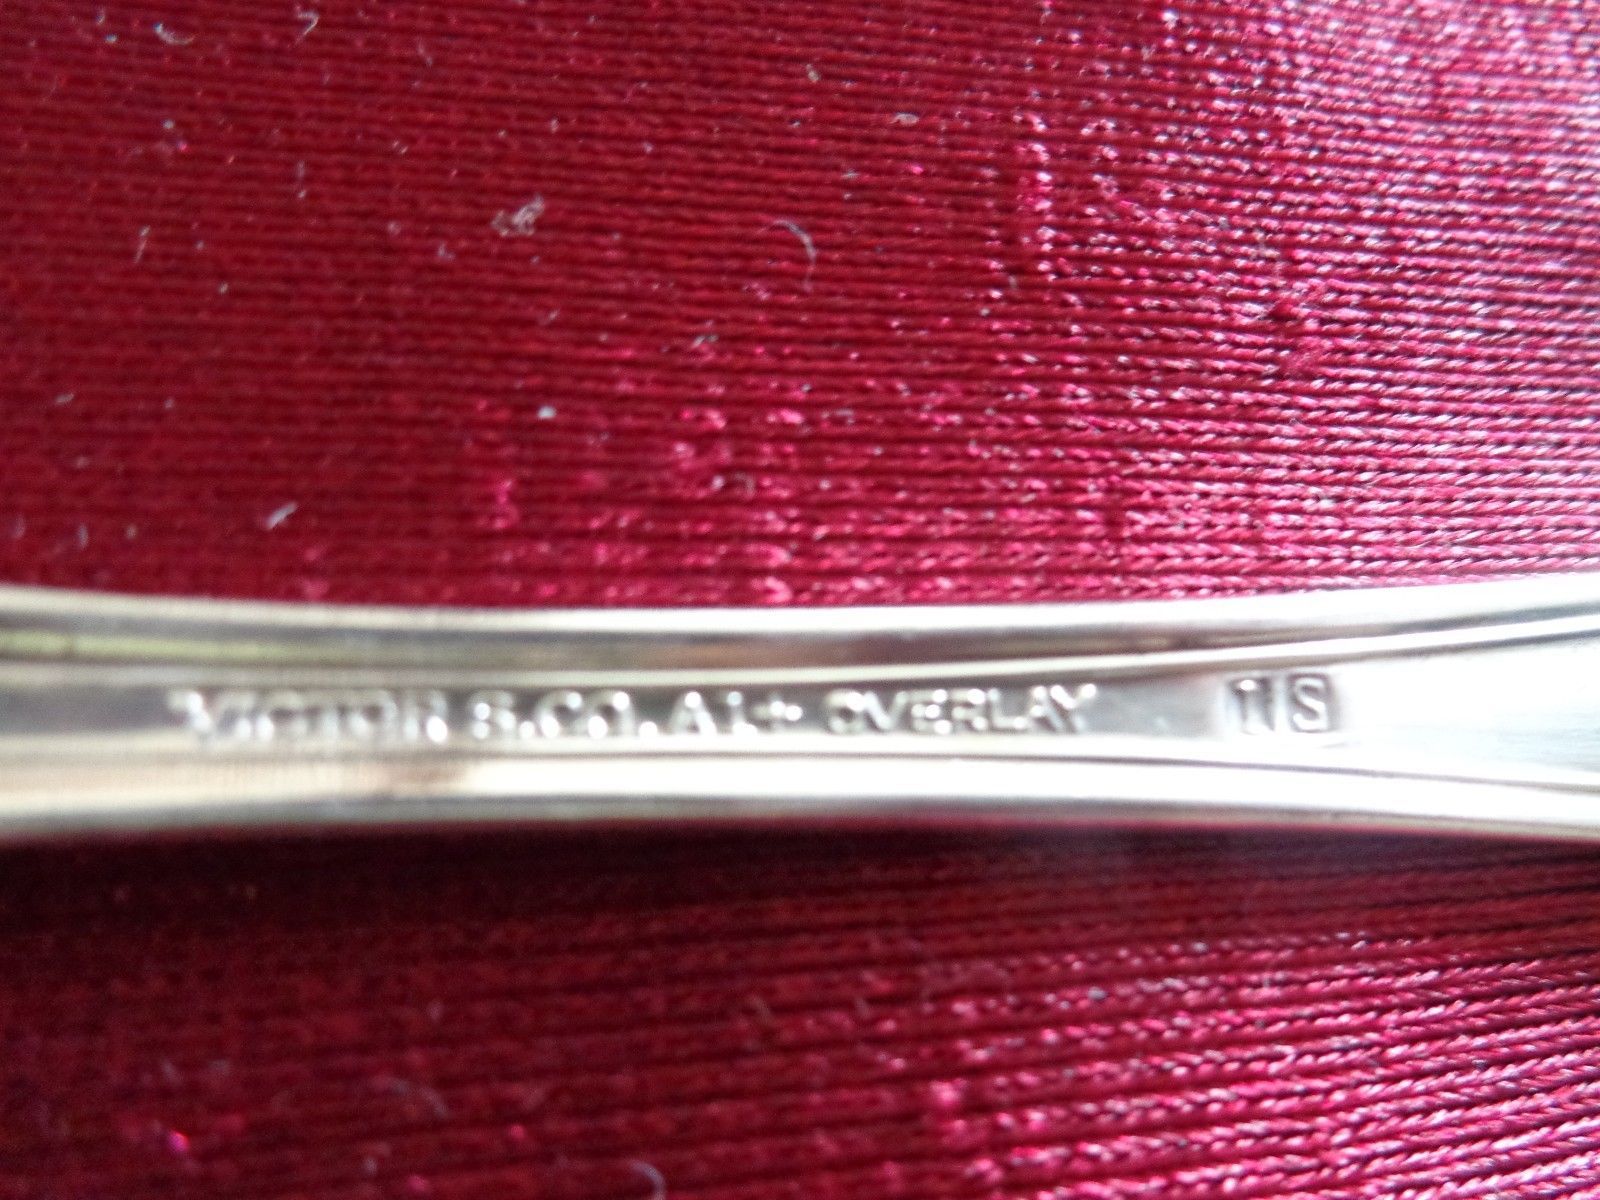 VICTOR S.CO. A1+ OVERLAY IS